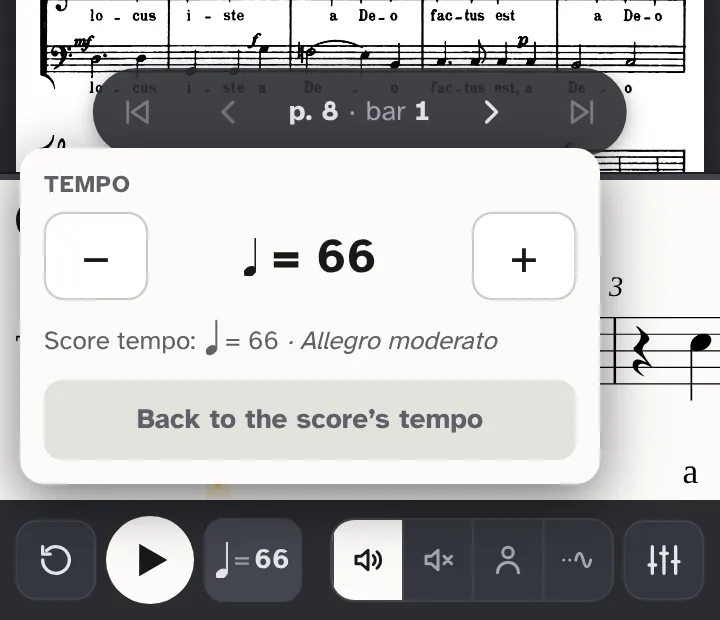 lo - cus i - ste a De - o fac - tus est a De - o
mf f p
lo - cus i - ste a De - o fac - tus est, a De - o
p. 8 · bar 1
TEMPO
− ♩ = 66 +
3
Score tempo: ♩ = 66 · Allegro moderato
Back to the score’s tempo
a
♩=66